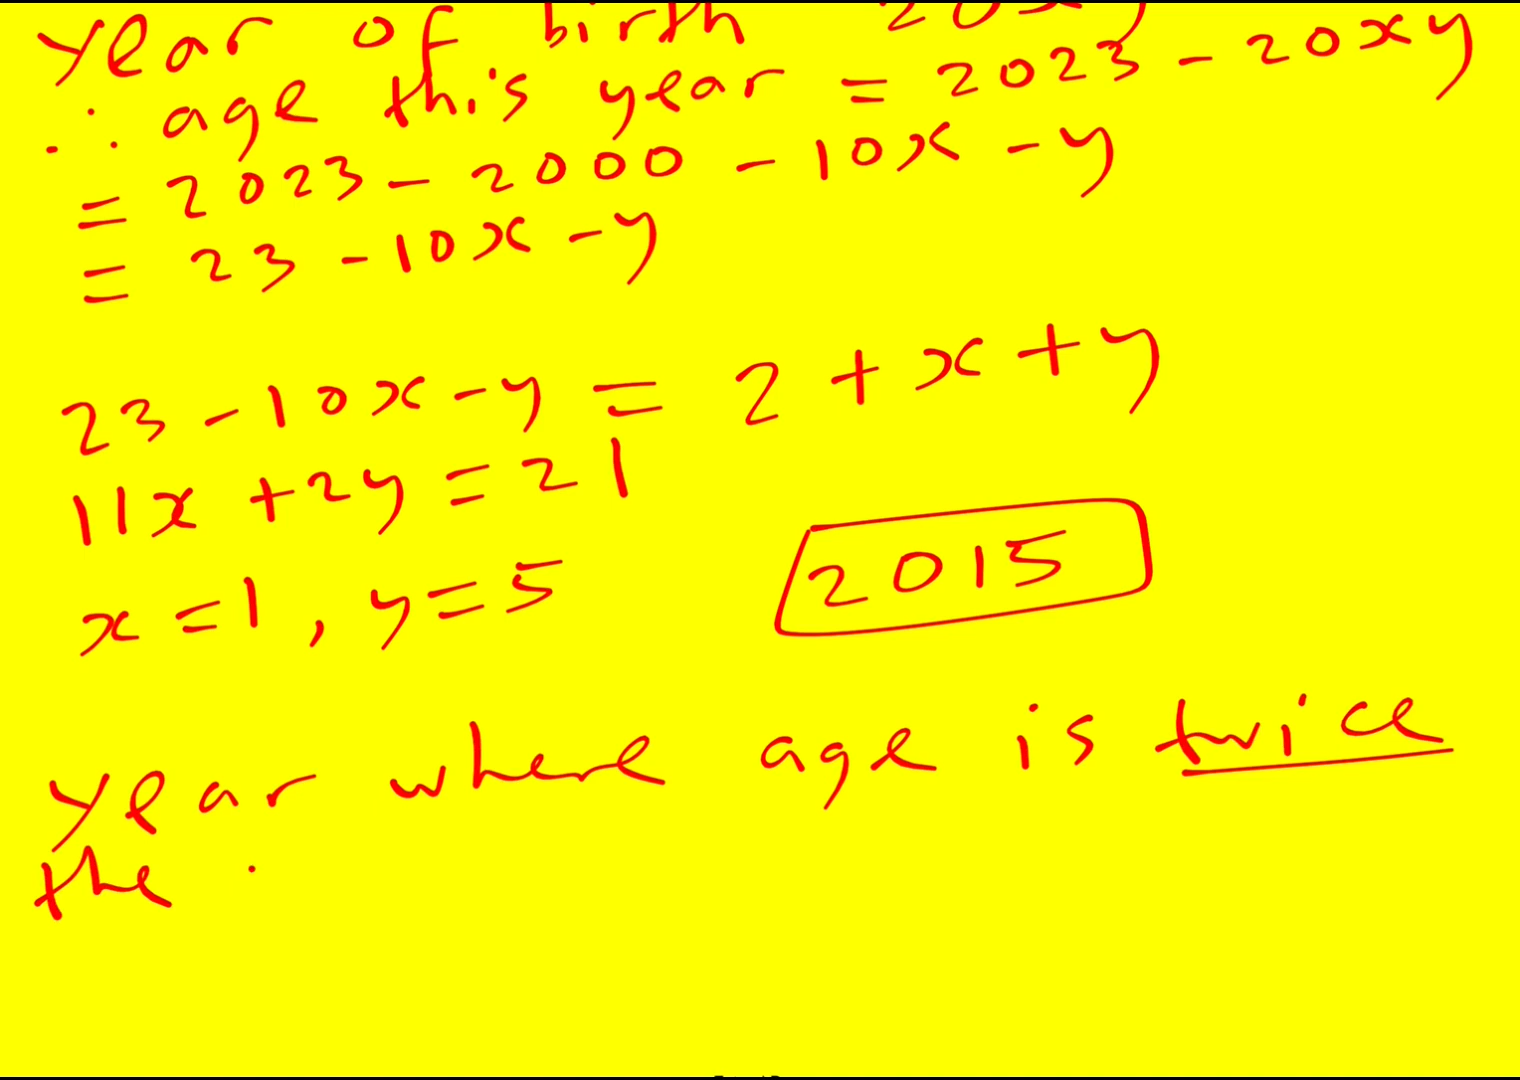 year of birth 20xy
∴ age this year = 2023 - 20xy
= 2023 - 2000 - 10x - y
= 23 - 10x - y
23 - 10x - y = 2 + x + y
11x + 2y = 21
x = 1, y = 5
2015
year where age is twice
the